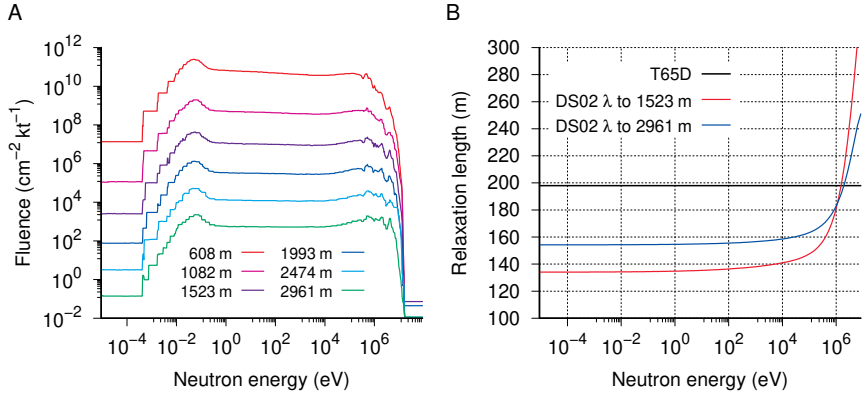 A
Fluence (cm⁻² kt⁻¹)
10¹²
10¹⁰
10⁸
10⁶
10⁴
10²
10⁰
10⁻²
608 m
1082 m
1523 m
1993 m
2474 m
2961 m
10⁻⁴ 10⁻² 10⁰ 10² 10⁴ 10⁶
Neutron energy (eV)
B
Relaxation length (m)
300
280
260
240
220
200
180
160
140
120
100
T65D
DS02 λ to 1523 m
DS02 λ to 2961 m
10⁻⁴ 10⁻² 10⁰ 10² 10⁴ 10⁶
Neutron energy (eV)